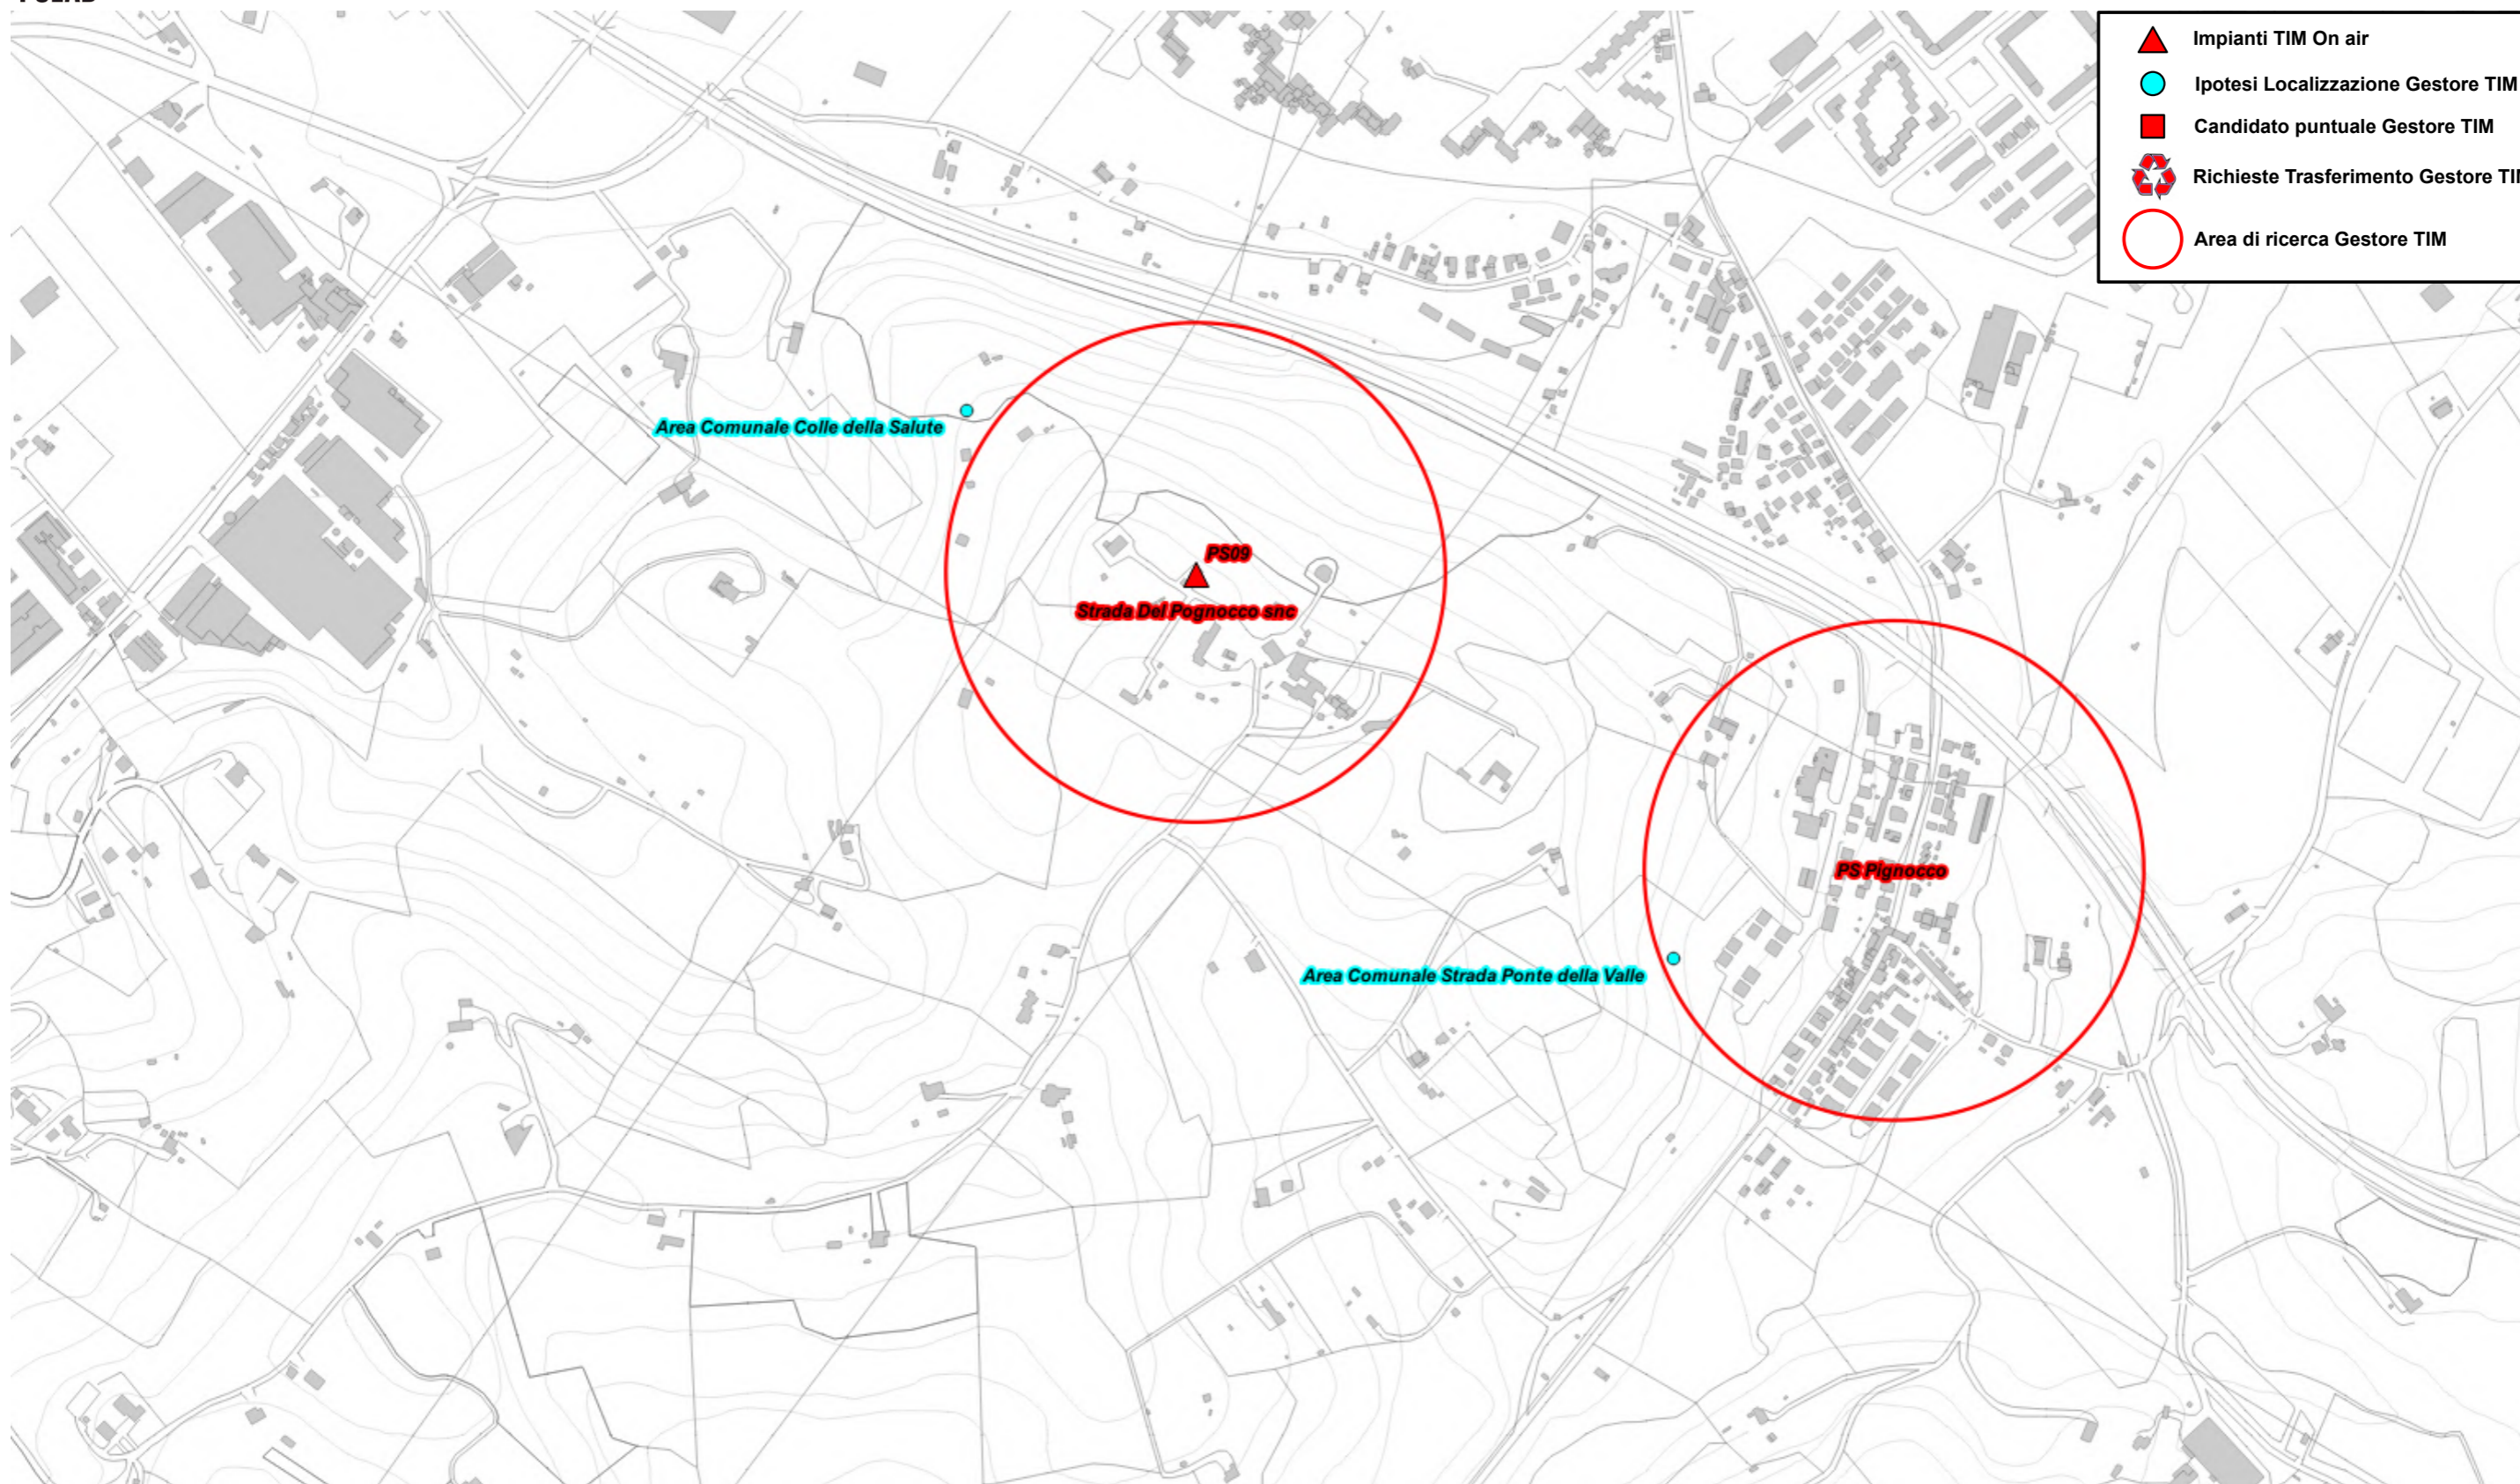 Impianti TIM On air
Ipotesi Localizzazione Gestore TIM
Candidato puntuale Gestore TIM
Richieste Trasferimento Gestore TIM
Area di ricerca Gestore TIM
Area Comunale Colle della Salute
PS09
Strada Del Pognocco snc
PS Pignocco
Area Comunale Strada Ponte della Valle